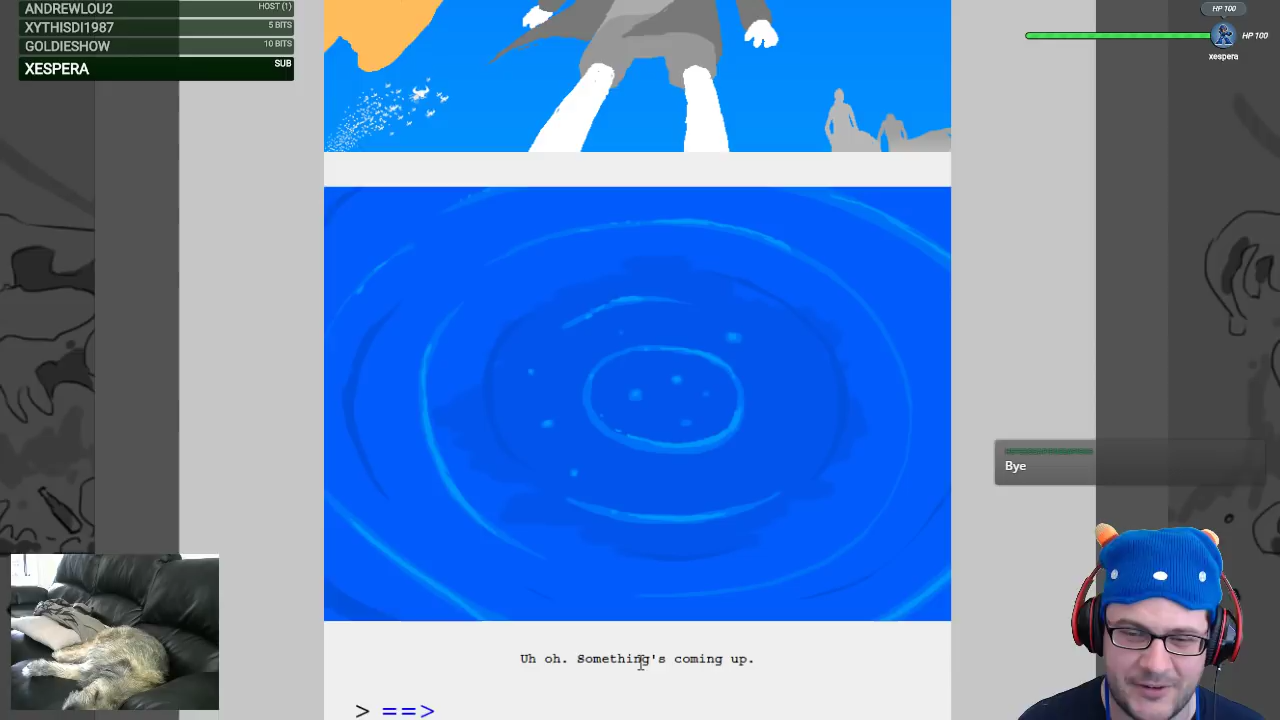 ANDREWLOU2 HOST (1)
XYTHISDI1987 5 BITS
GOLDIESHOW 10 BITS
XESPERA SUB
HP 100
HP 100
xespera
Bye
Uh oh. Something's coming up.
> ==>